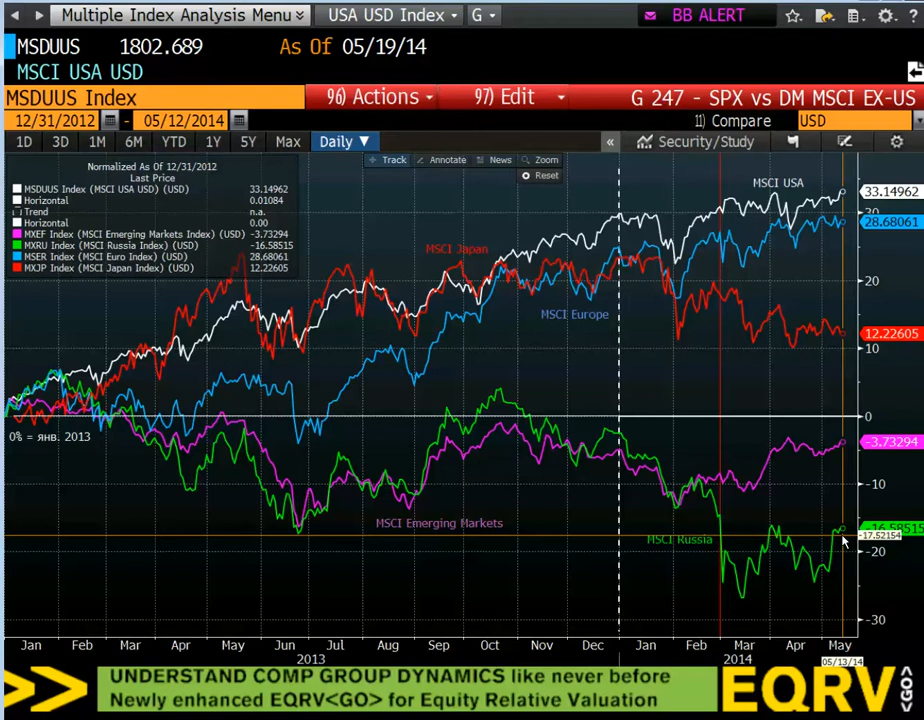 Multiple Index Analysis Menu USA USD Index G BB ALERT
MSDUUS 1802.689 As Of 05/19/14
MSCI USA USD
MSDUUS Index 96) Actions 97) Edit G 247 - SPX vs DM MSCI EX-US
12/31/2012 - 05/12/2014 11) Compare USD
1D 3D 1M 6M YTD 1Y 5Y Max Daily ▼ « Security/Study
Track Annotate News Zoom
Reset
Normalized As Of 12/31/2012
Last Price
MSDUUS Index (MSCI USA USD) (USD) 33.14962
Horizontal 0.01084
Trend n.a.
Horizontal 0.00
MXEF Index (MSCI Emerging Markets Index) (USD) -3.73294
MXRU Index (MSCI Russia Index) (USD) -16.58515
MSER Index (MSCI Euro Index) (USD) 28.68061
MXJP Index (MSCI Japan Index) (USD) 12.22605
MSCI USA
33.14962
28.68061
MSCI Japan
20
MSCI Europe
12.22605
10
0
0% = янв. 2013
-3.73294
-10
MSCI Emerging Markets
MSCI Russia
-16.58515
-17.52154
-20
-30
Jan Feb Mar Apr May Jun Jul Aug Sep Oct Nov Dec Jan Feb Mar Apr May
2013 2014 05/13/14
UNDERSTAND COMP GROUP DYNAMICS like never before
Newly enhanced EQRV<GO> for Equity Relative Valuation
EQRV <GO>